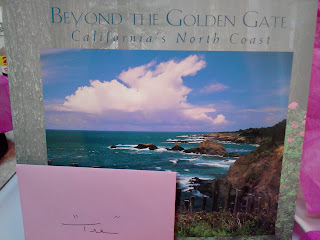 BEYOND THE GOLDEN GATE
California's North Coast